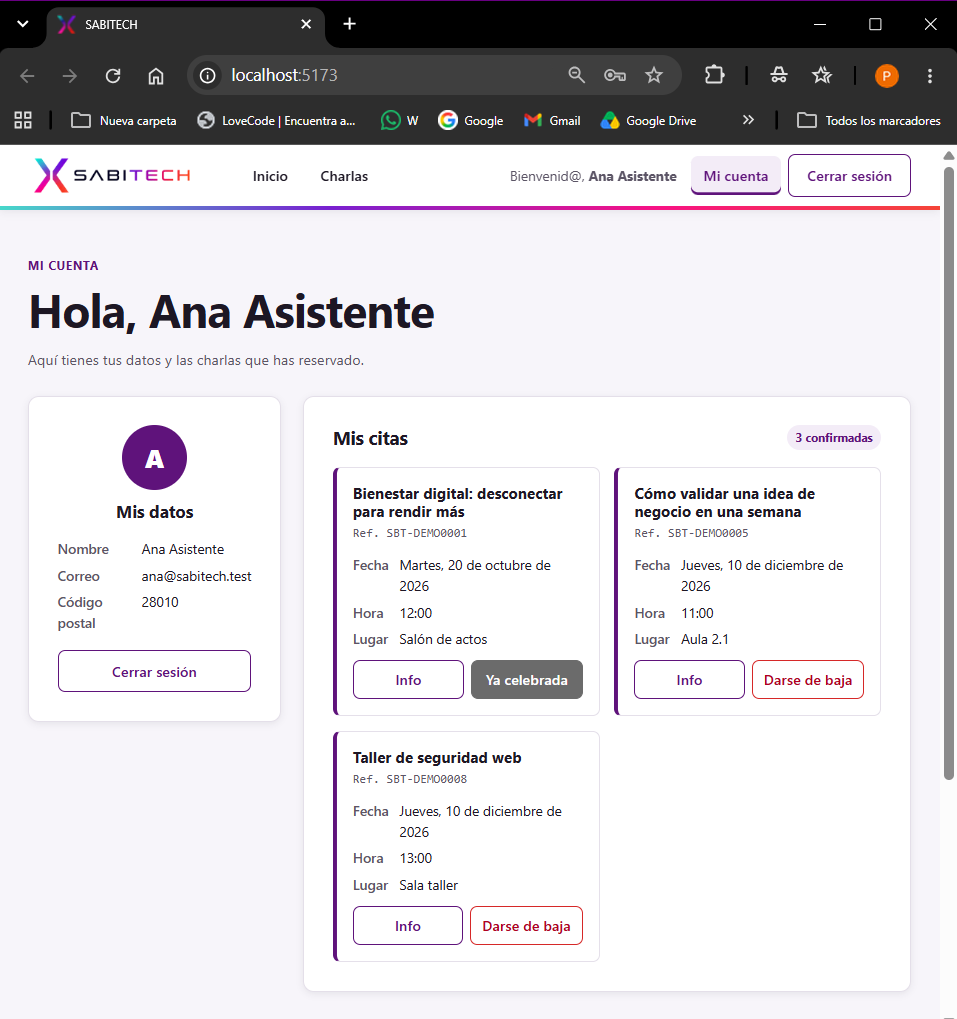 SABITECH
localhost:5173
P
Nueva carpeta
LoveCode | Encuentra a...
W
Google
Gmail
Google Drive
Todos los marcadores
SABITECH
Inicio
Charlas
Bienvenid@, Ana Asistente
Mi cuenta
Cerrar sesión
MI CUENTA
Hola, Ana Asistente
Aquí tienes tus datos y las charlas que has reservado.
A
Mis datos
Nombre Ana Asistente
Correo ana@sabitech.test
Código 28010
postal
Cerrar sesión
Mis citas
3 confirmadas
Bienestar digital: desconectar
para rendir más
Ref. SBT-DEMO0001
Fecha Martes, 20 de octubre de
2026
Hora 12:00
Lugar Salón de actos
Info
Ya celebrada
Cómo validar una idea de
negocio en una semana
Ref. SBT-DEMO0005
Fecha Jueves, 10 de diciembre de
2026
Hora 11:00
Lugar Aula 2.1
Info
Darse de baja
Taller de seguridad web
Ref. SBT-DEMO0008
Fecha Jueves, 10 de diciembre de
2026
Hora 13:00
Lugar Sala taller
Info
Darse de baja